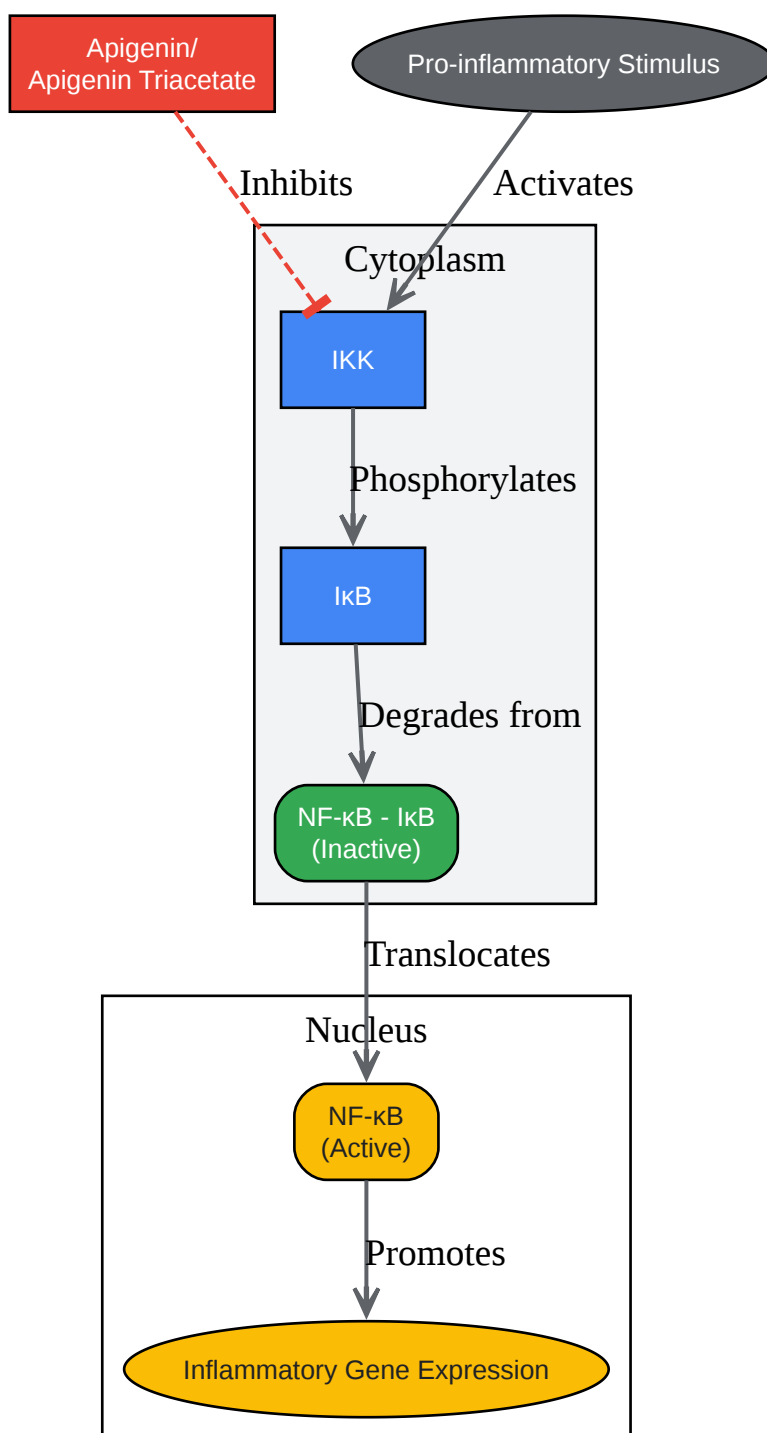 Apigenin/
Apigenin Triacetate
Pro-inflammatory Stimulus
Inhibits
Activates
Cytoplasm
IKK
Phosphorylates
IκB
Degrades from
NF-κB - IκB
(Inactive)
Translocates
Nucleus
NF-κB
(Active)
Promotes
Inflammatory Gene Expression